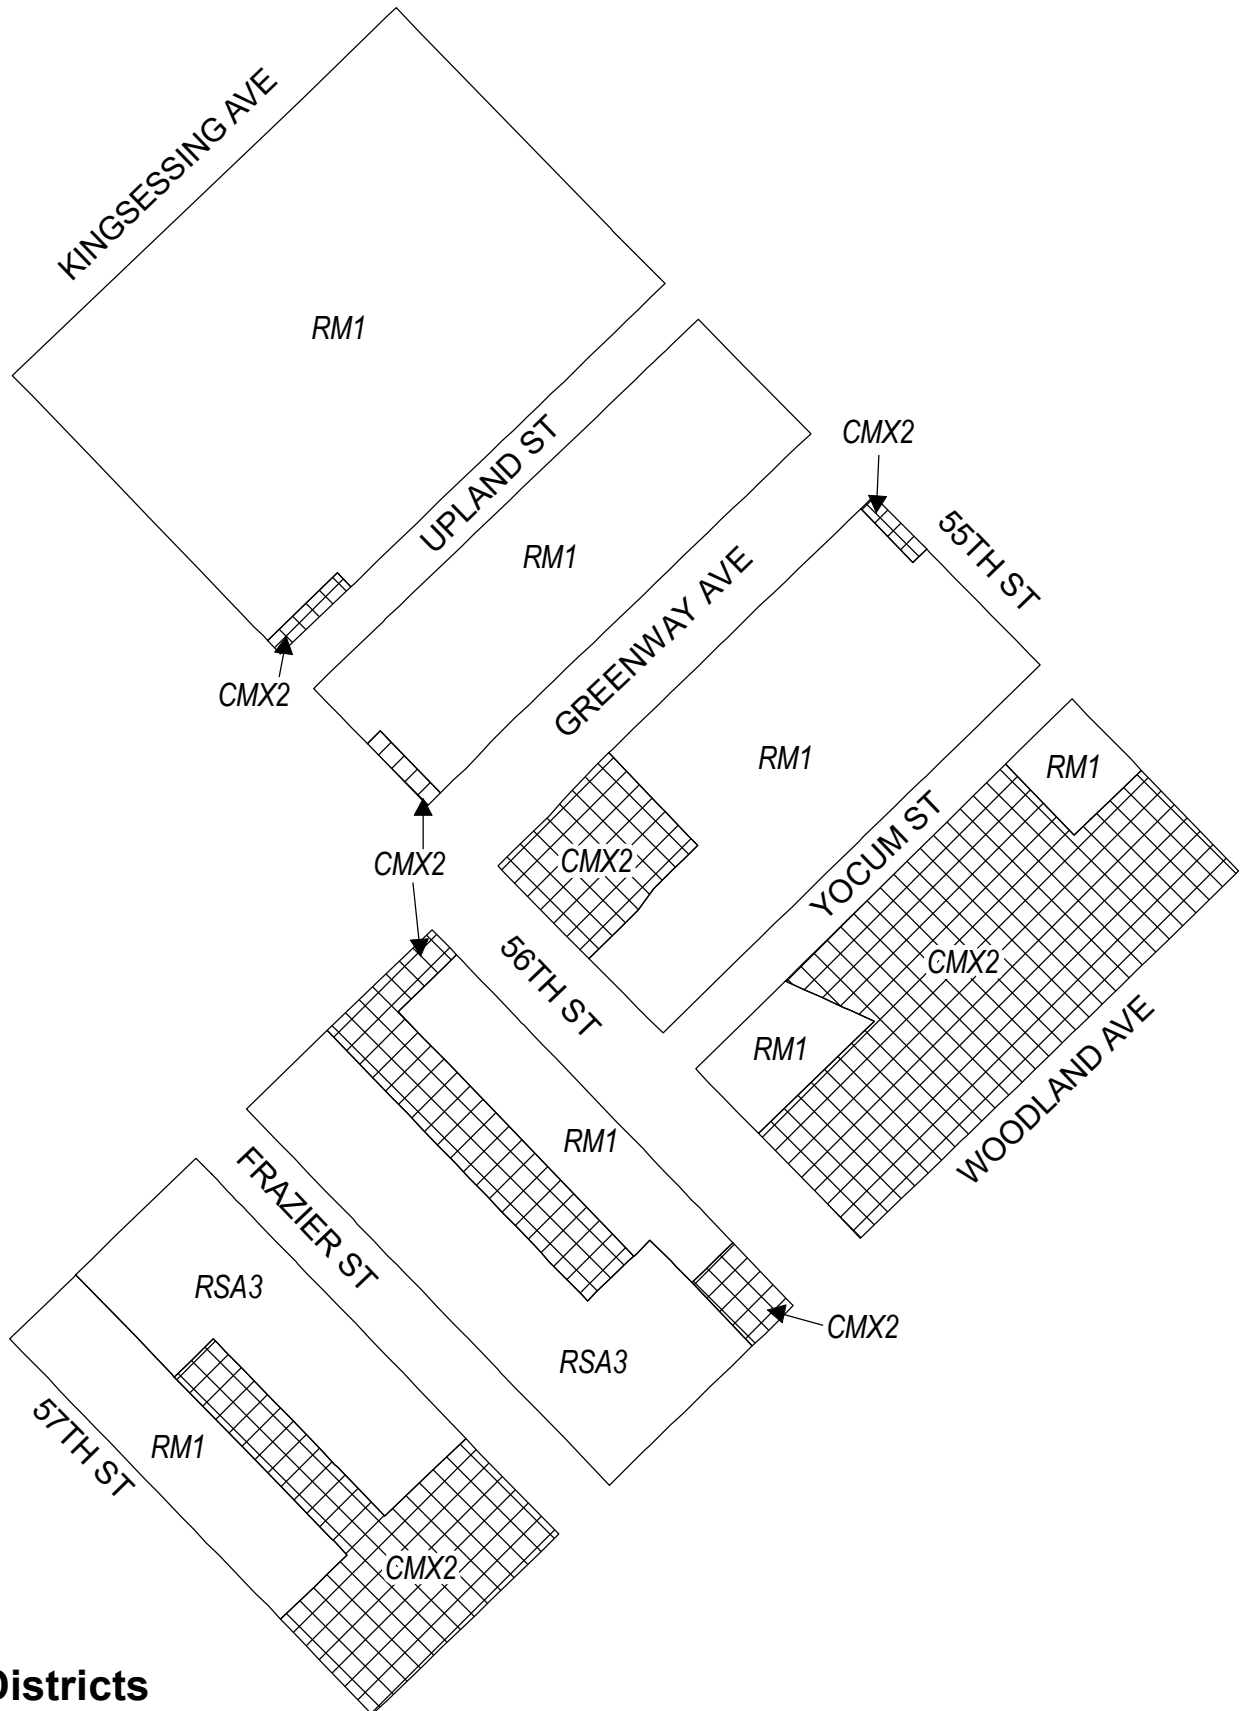 KINGSESSING AVE
RM1
CMX2
UPLAND ST
55TH ST
RM1
GREENWAY AVE
CMX2
RM1
RM1
CMX2
CMX2
YOCUM ST
56TH ST
CMX2
RM1
WOODLAND AVE
RM1
FRAZIER ST
RSA3
CMX2
RSA3
57TH ST
RM1
CMX2
Districts